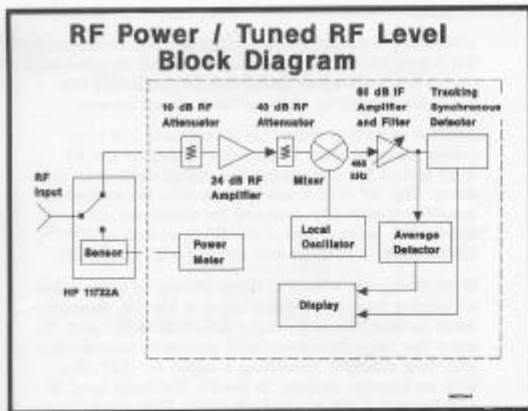 RF Power / Tuned RF Level
Block Diagram
10 dB RF
Attenuator
40 dB RF
Attenuator
60 dB IF
Amplifier
and Filter
Tracking
Synchronous
Detector
RF
Input
24 dB RF
Amplifier
Mixer
455
kHz
Sensor
Power
Meter
Local
Oscillator
Average
Detector
HP 11722A
Display